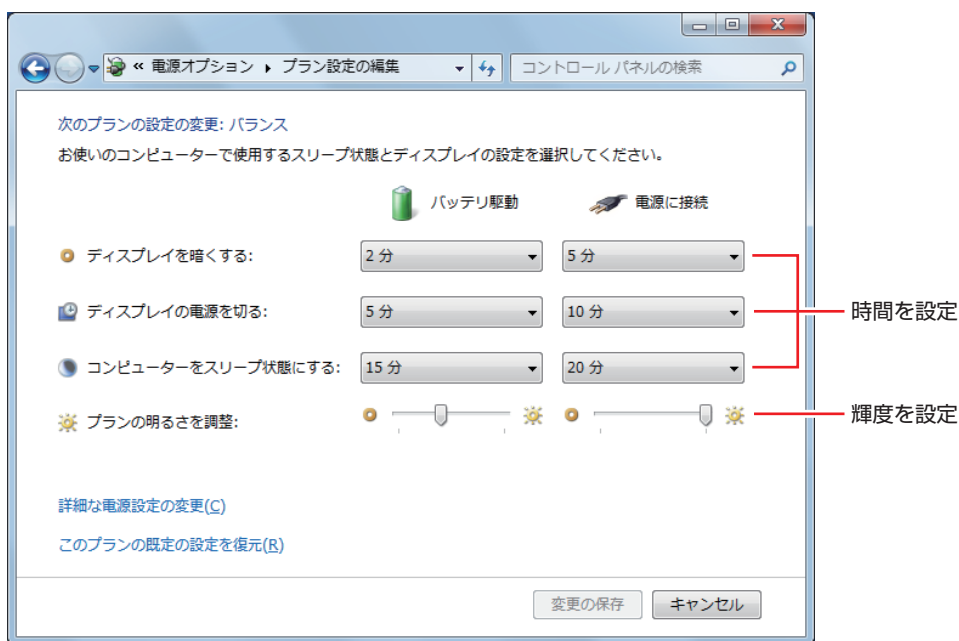 « 電源オプション ▸ プラン設定の編集
コントロール パネルの検索
次のプランの設定の変更: バランス
お使いのコンピューターで使用するスリープ状態とディスプレイの設定を選択してください。
バッテリ駆動 電源に接続
ディスプレイを暗くする: 2 分 5 分
ディスプレイの電源を切る: 5 分 10 分
時間を設定
コンピューターをスリープ状態にする: 15 分 20 分
プランの明るさを調整:
輝度を設定
詳細な電源設定の変更(C)
このプランの既定の設定を復元(R)
変更の保存 キャンセル